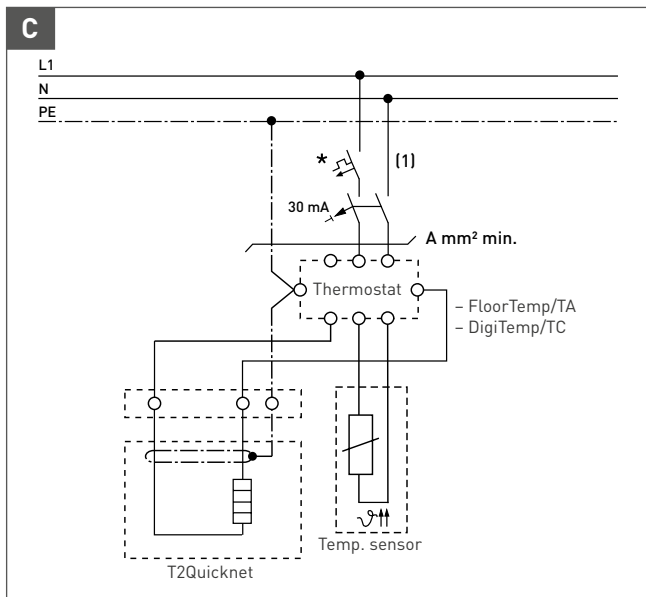 C
L1
N
PE
*
(1)
30 mA
A mm² min.
Thermostat
– FloorTemp/TA
– DigiTemp/TC
ϑ
Temp. sensor
T2Quicknet